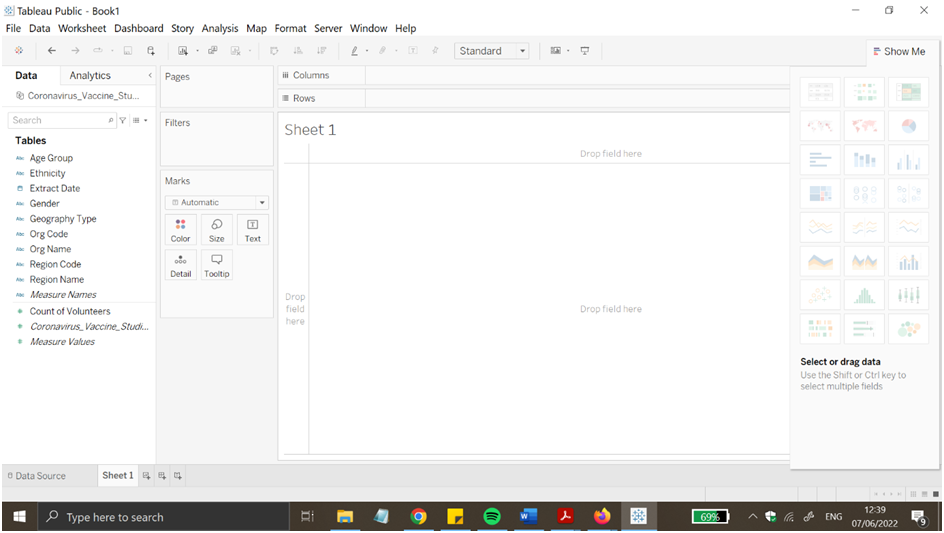 Tableau Public - Book1
File Data Worksheet Dashboard Story Analysis Map Format Server Window Help
Standard
Show Me
Data Analytics
Pages
Columns
Coronavirus_Vaccine_Stu...
Rows
Search
Filters
Sheet 1
Tables
Drop field here
Age Group
Ethnicity
Marks
Extract Date
Automatic
Gender
Geography Type
Color Size Text
Org Code
Org Name
Region Code
Detail Tooltip
Region Name
Measure Names
Drop field here
Drop field here
Count of Volunteers
Coronavirus_Vaccine_Studi...
Measure Values
Select or drag data
Use the Shift or Ctrl key to
select multiple fields
Data Source Sheet 1
Type here to search
69%
ENG
12:39
07/06/2022
9